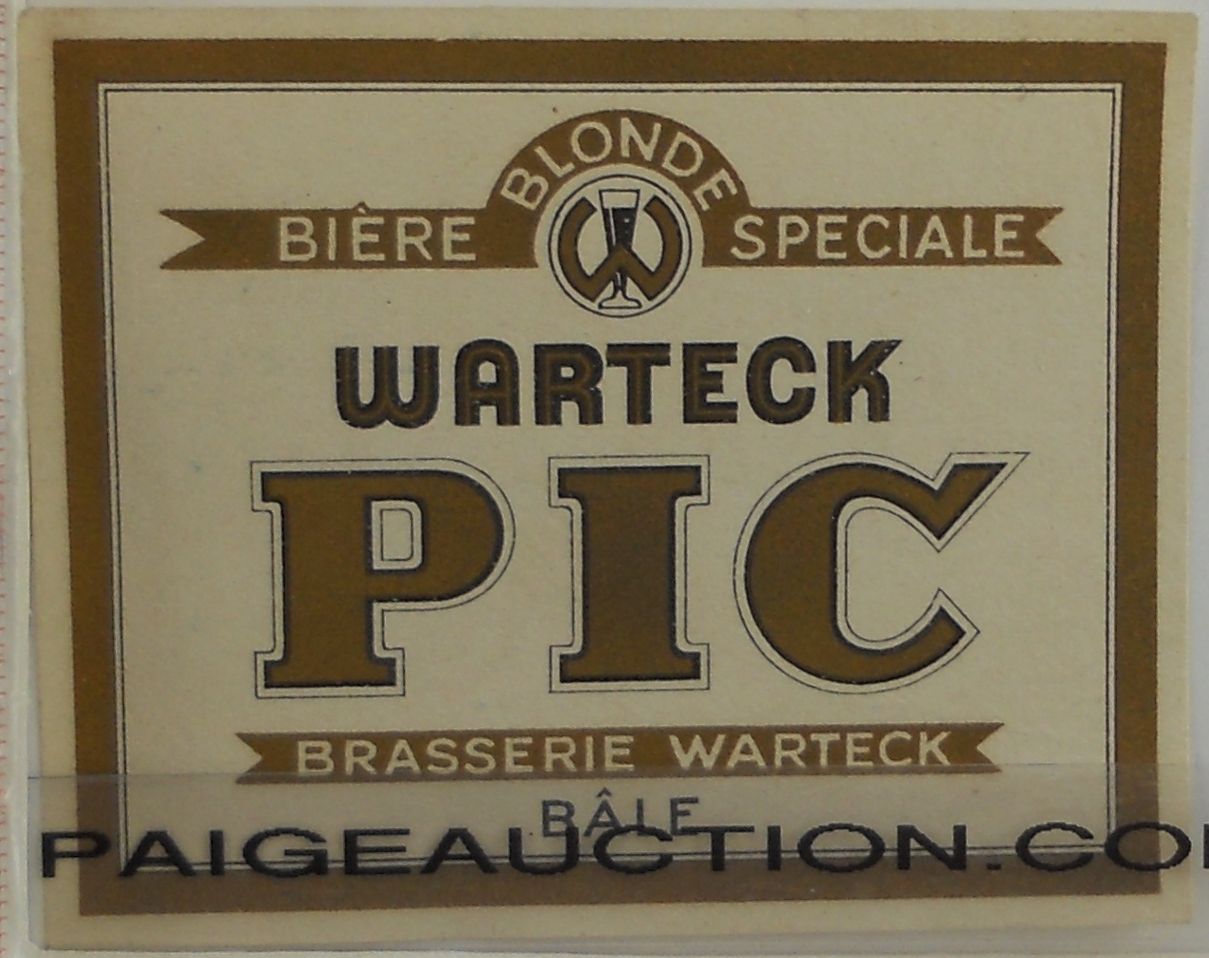 BLONDE
BIÈRE SPECIALE
W
WARTECK
PIC
BRASSERIE WARTECK
BÂLE
PAIGEAUCTION.CO